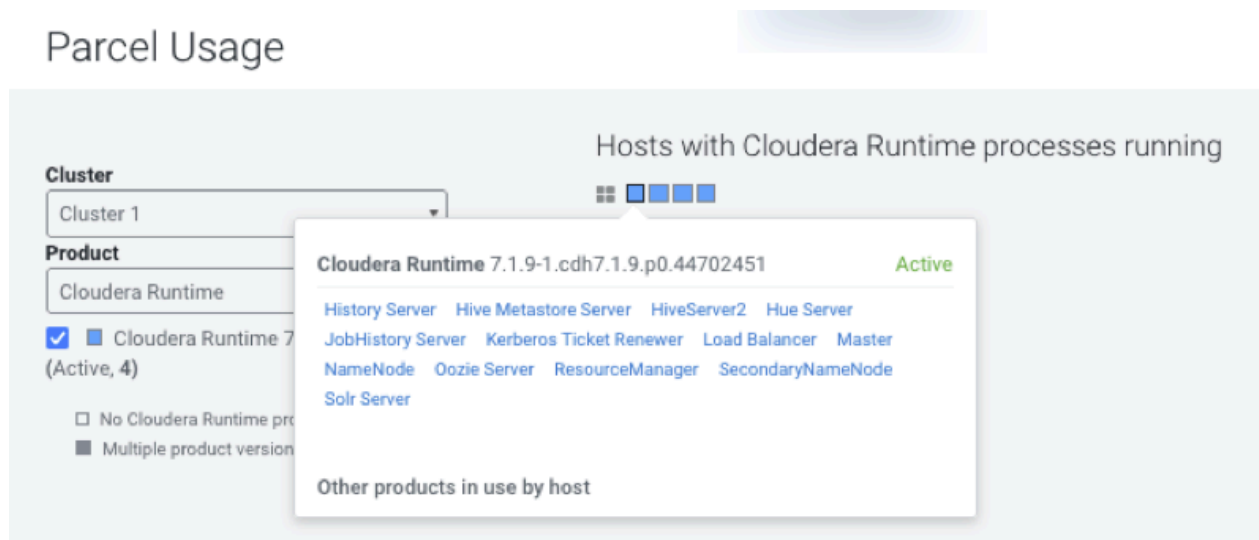 Parcel Usage
Hosts with Cloudera Runtime processes running
Cluster
Cluster 1
Product
Cloudera Runtime
Cloudera Runtime 7
(Active, 4)
No Cloudera Runtime
Multiple product version
Cloudera Runtime 7.1.9-1.cdh7.1.9.p0.44702451 Active
History Server Hive Metastore Server HiveServer2 Hue Server
JobHistory Server Kerberos Ticket Renewer Load Balancer Master
NameNode Oozie Server ResourceManager SecondaryNameNode
Solr Server
Other products in use by host